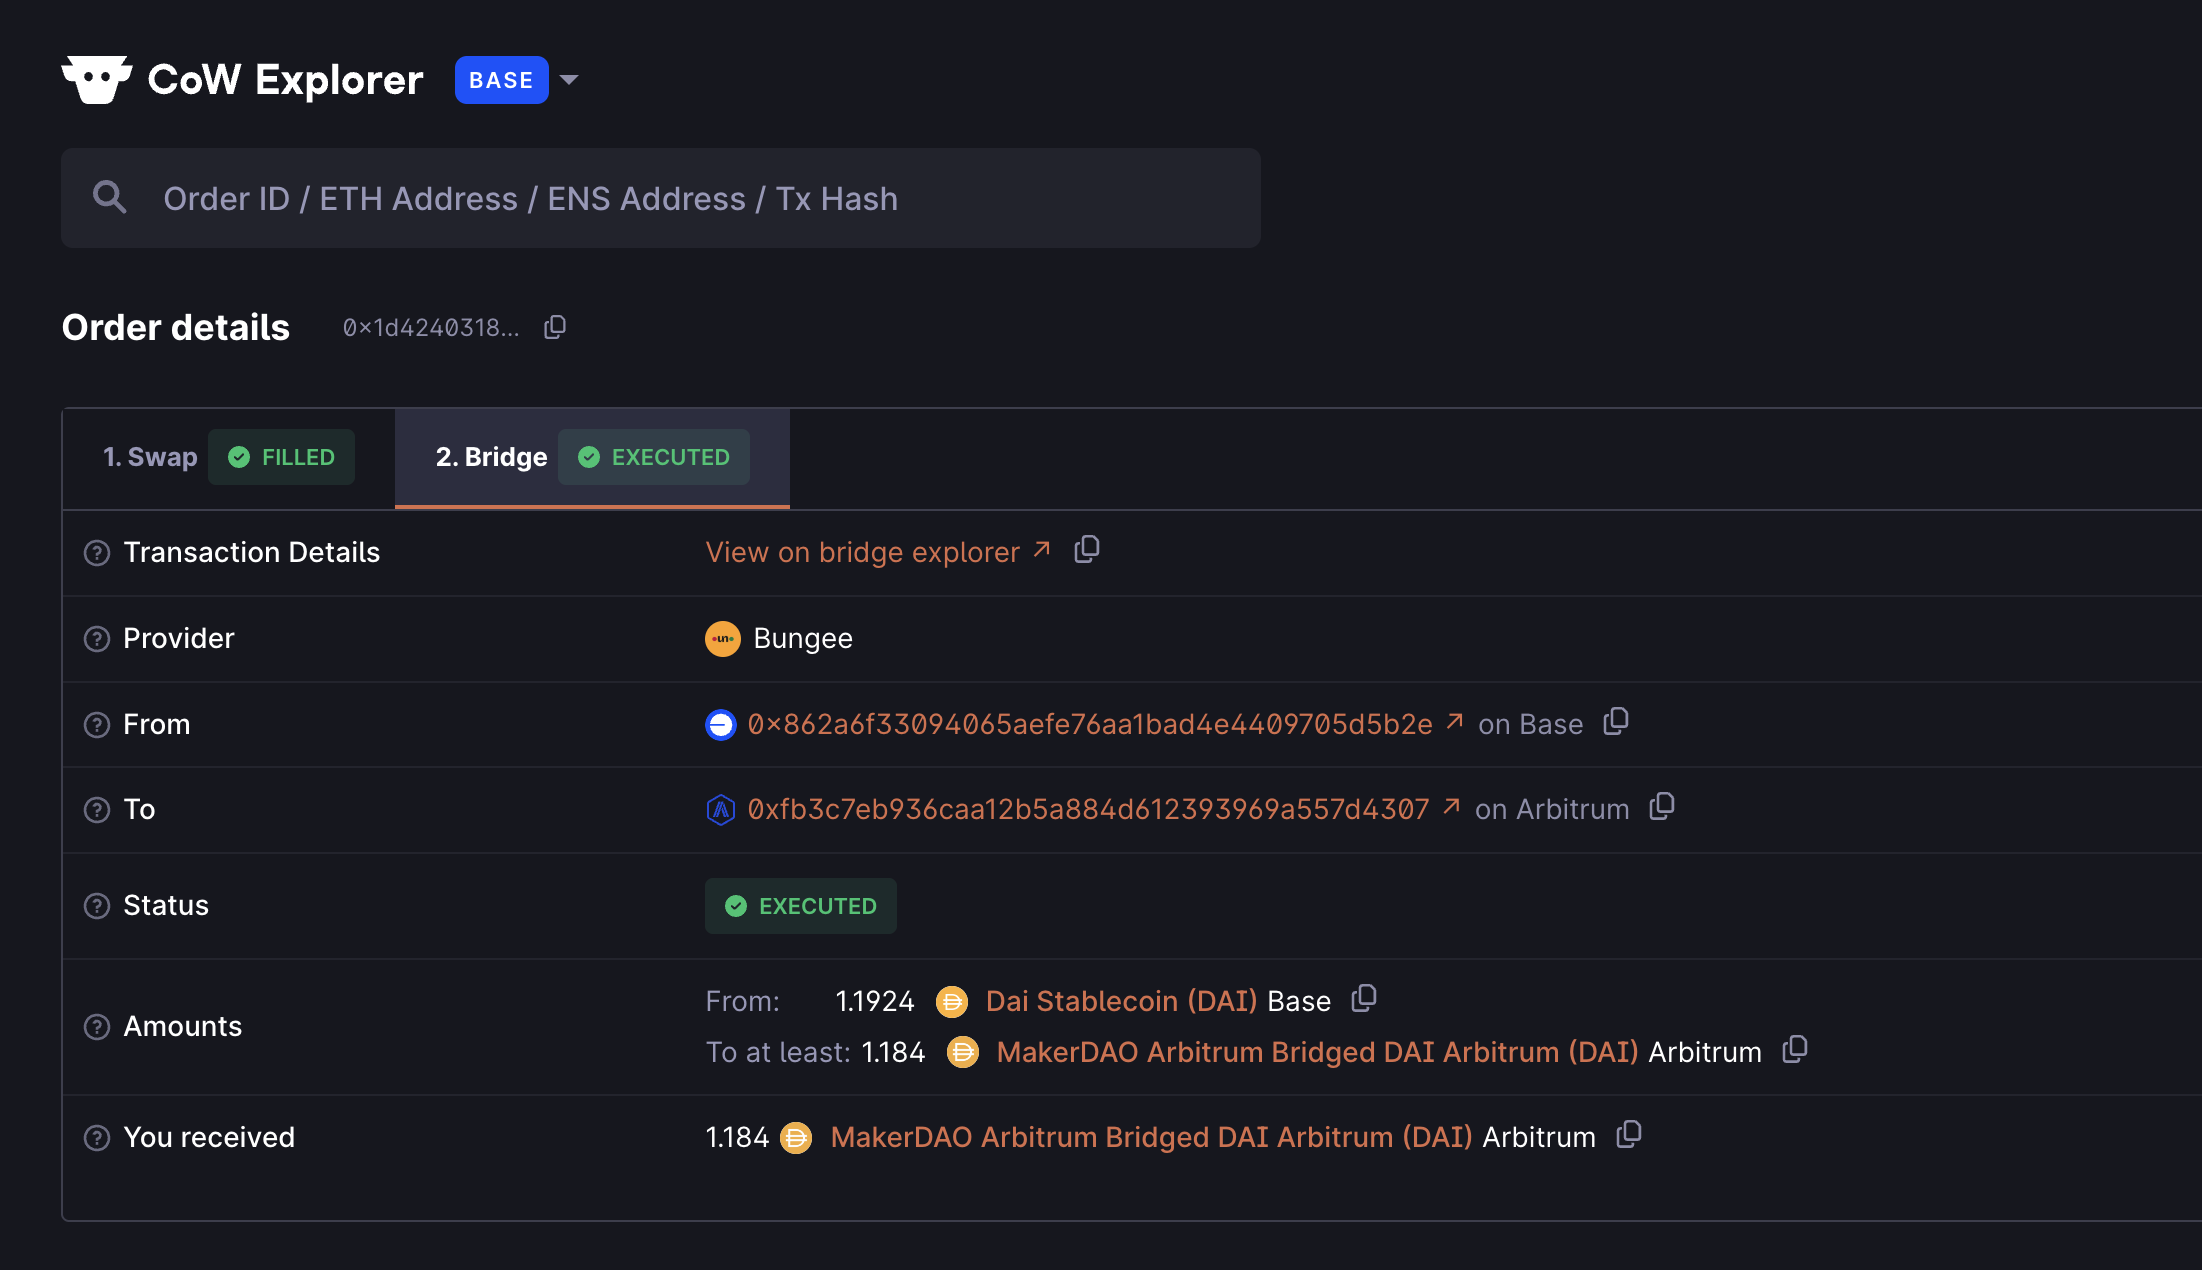 CoW Explorer BASE
Order ID / ETH Address / ENS Address / Tx Hash
Order details 0x1d4240318...
1. Swap FILLED 2. Bridge EXECUTED
Transaction Details View on bridge explorer ↗
Provider Bungee
From 0x862a6f33094065aefe76aa1bad4e4409705d5b2e ↗ on Base
To 0xfb3c7eb936caa12b5a884d612393969a557d4307 ↗ on Arbitrum
Status EXECUTED
Amounts
From: 1.1924 Dai Stablecoin (DAI) Base
To at least: 1.184 MakerDAO Arbitrum Bridged DAI Arbitrum (DAI) Arbitrum
You received 1.184 MakerDAO Arbitrum Bridged DAI Arbitrum (DAI) Arbitrum